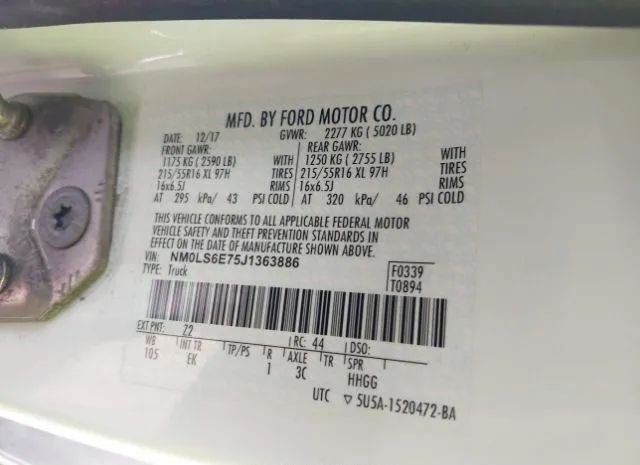 MFD. BY FORD MOTOR CO.
DATE: 12/17 GVWR: 2277 KG ( 5020 LB)
FRONT GAWR: REAR GAWR:
1175 KG ( 2590 LB) WITH 1250 KG ( 2755 LB) WITH
215/55R16 XL 97H TIRES 215/55R16 XL 97H TIRES
16x6.5J RIMS 16x6.5J RIMS
AT 295 kPa/ 43 PSI COLD AT 320 kPa/ 46 PSI COLD
THIS VEHICLE CONFORMS TO ALL APPLICABLE FEDERAL MOTOR
VEHICLE SAFETY AND THEFT PREVENTION STANDARDS IN
EFFECT ON THE DATE OF MANUFACTURE SHOWN ABOVE.
VIN: NM0LS6E75J1363886 F0339
TYPE: Truck T0894
EXT PNT: Z2 RC: 44 DSO:
WB INT TR TP/PS R AXLE TR SPR
105 EK 1 3C HHGG
UTC ▽ 5U5A-1520472-BA